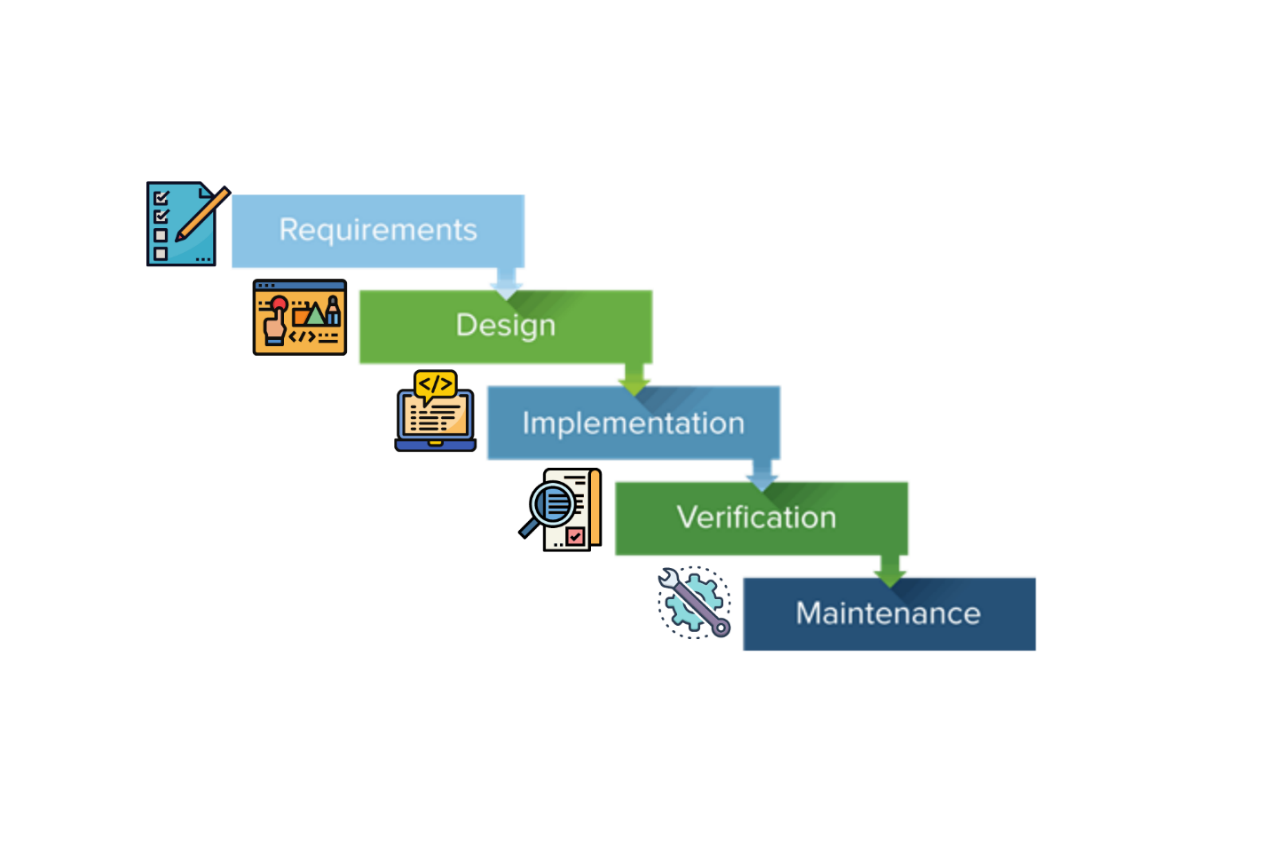 Requirements
Design
</>
Implementation
</>
Verification
Maintenance